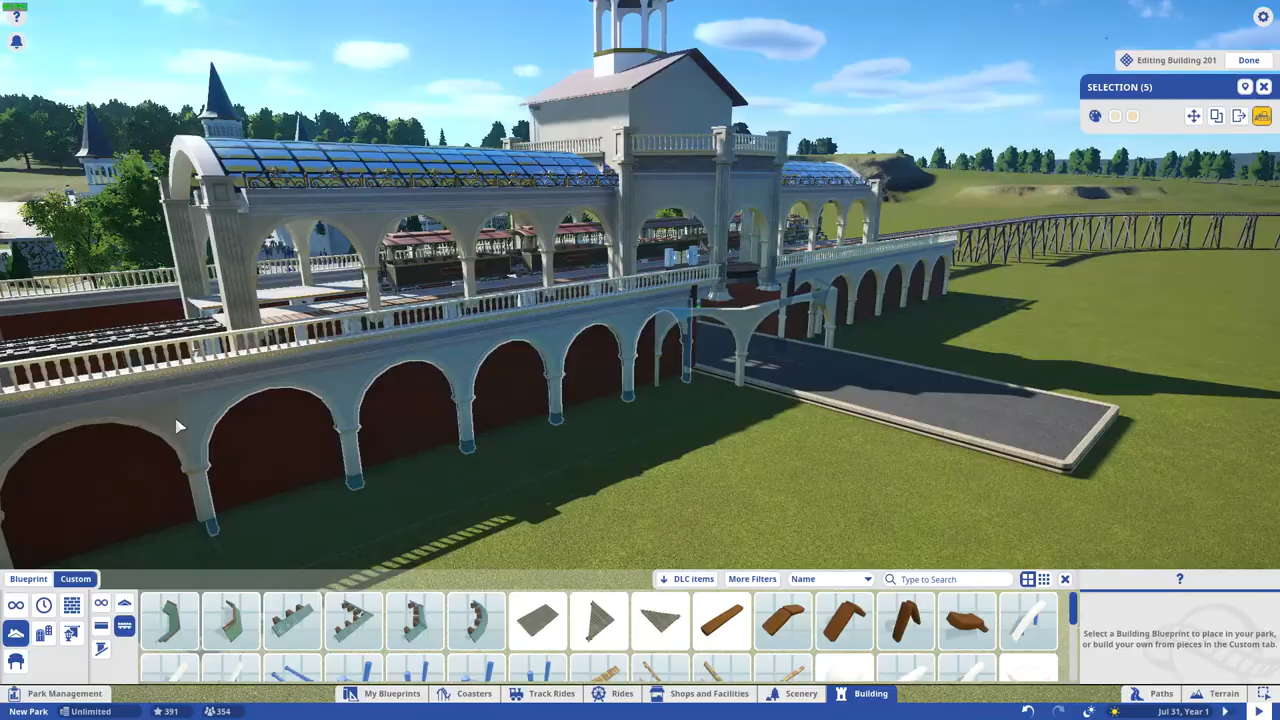 ?
Editing Building 201
Done
SELECTION (5)
Blueprint
Custom
DLC items
More Filters
Name
Type to Search
?
Select a Building Blueprint to place in your park,
or build your own from pieces in the Custom tab.
Park Management
My Blueprints
Coasters
Track Rides
Rides
Shops and Facilities
Scenery
Building
Paths
Terrain
New Park
Unlimited
391
354
Jul 31, Year 1